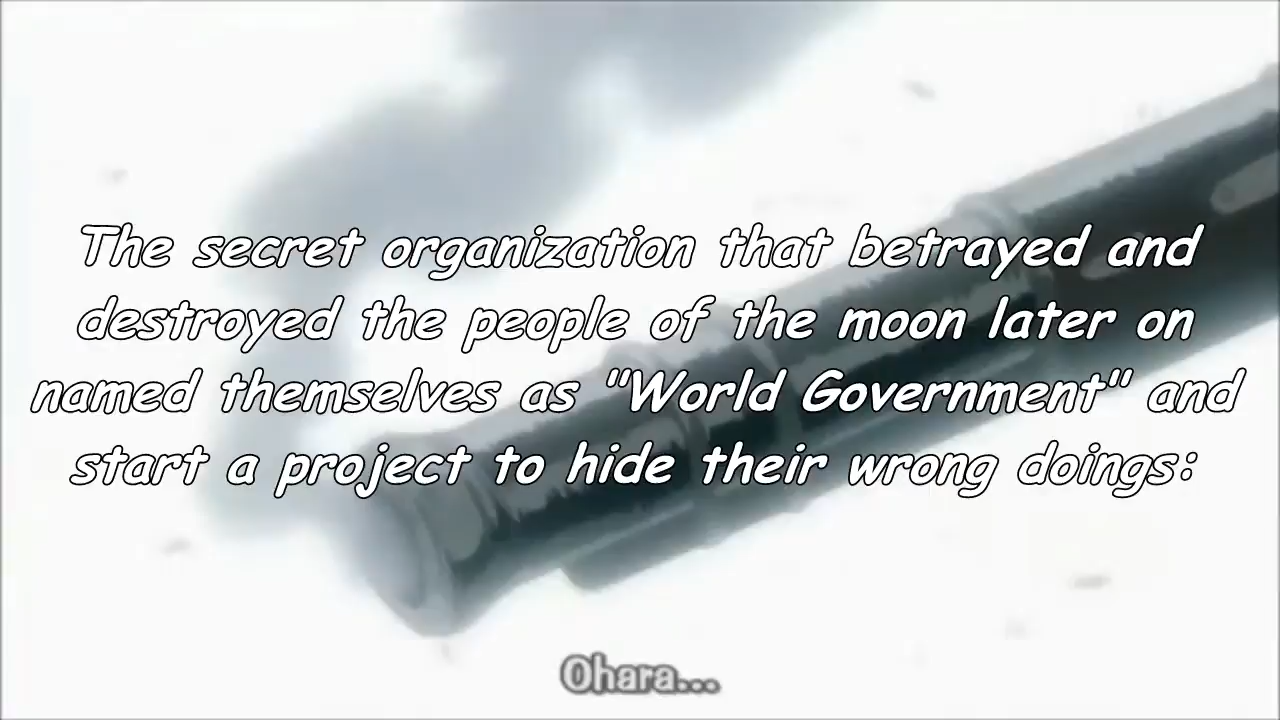 The secret organization that betrayed and
destroyed the people of the moon later on
named themselves as "World Government" and
start a project to hide their wrong doings:
Ohara...